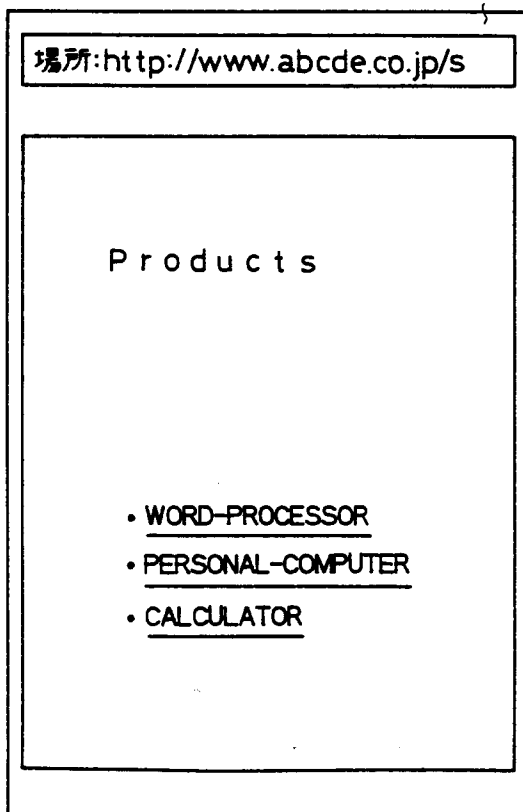 場所:http://www.abcde.co.jp/s
Products
・WORD-PROCESSOR
・PERSONAL-COMPUTER
・CALCULATOR